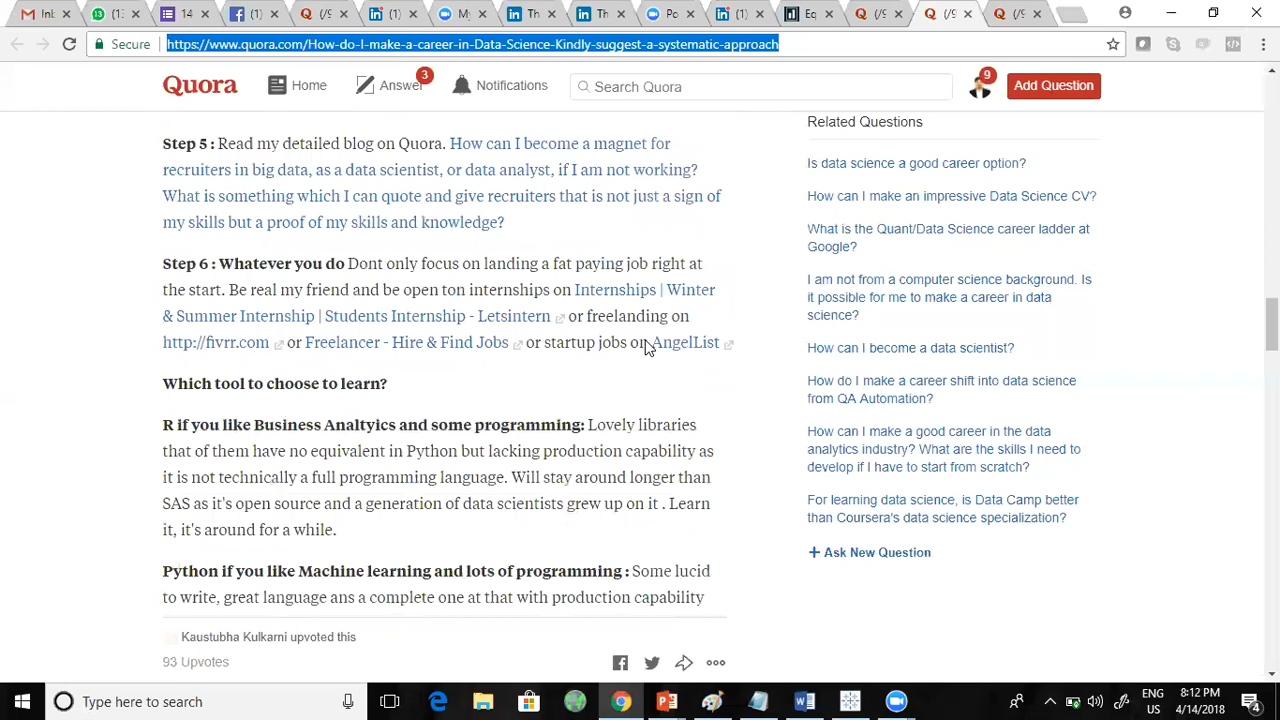 Inb
(1
14
(1
(/9
(1)
My
Th
Th
Po
(1)
Eq
(/9
(/9
(/9
Secure
https://www.quora.com/How-do-I-make-a-career-in-Data-Science-Kindly-suggest-a-systematic-approach
Quora
Home
Answer
3
Notifications
Search Quora
9
Add Question
Step 5 : Read my detailed blog on Quora. How can I become a magnet for
recruiters in big data, as a data scientist, or data analyst, if I am not working?
What is something which I can quote and give recruiters that is not just a sign of
my skills but a proof of my skills and knowledge?
Step 6 : Whatever you do Dont only focus on landing a fat paying job right at
the start. Be real my friend and be open ton internships on Internships | Winter
& Summer Internship | Students Internship - Letsintern or freelanding on
http://fivrr.com or Freelancer - Hire & Find Jobs or startup jobs on AngelList
Which tool to choose to learn?
R if you like Business Analtyics and some programming: Lovely libraries
that of them have no equivalent in Python but lacking production capability as
it is not technically a full programming language. Will stay around longer than
SAS as it's open source and a generation of data scientists grew up on it . Learn
it, it's around for a while.
Python if you like Machine learning and lots of programming : Some lucid
to write, great language ans a complete one at that with production capability
Kaustubha Kulkarni upvoted this
93 Upvotes
Related Questions
Is data science a good career option?
How can I make an impressive Data Science CV?
What is the Quant/Data Science career ladder at
Google?
I am not from a computer science background. Is
it possible for me to make a career in data
science?
How can I become a data scientist?
How do I make a career shift into data science
from QA Automation?
How can I make a good career in the data
analytics industry? What are the skills I need to
develop if I have to start from scratch?
For learning data science, is Data Camp better
than Coursera's data science specialization?
Ask New Question
Type here to search
ENG
US
8:12 PM
4/14/2018
4